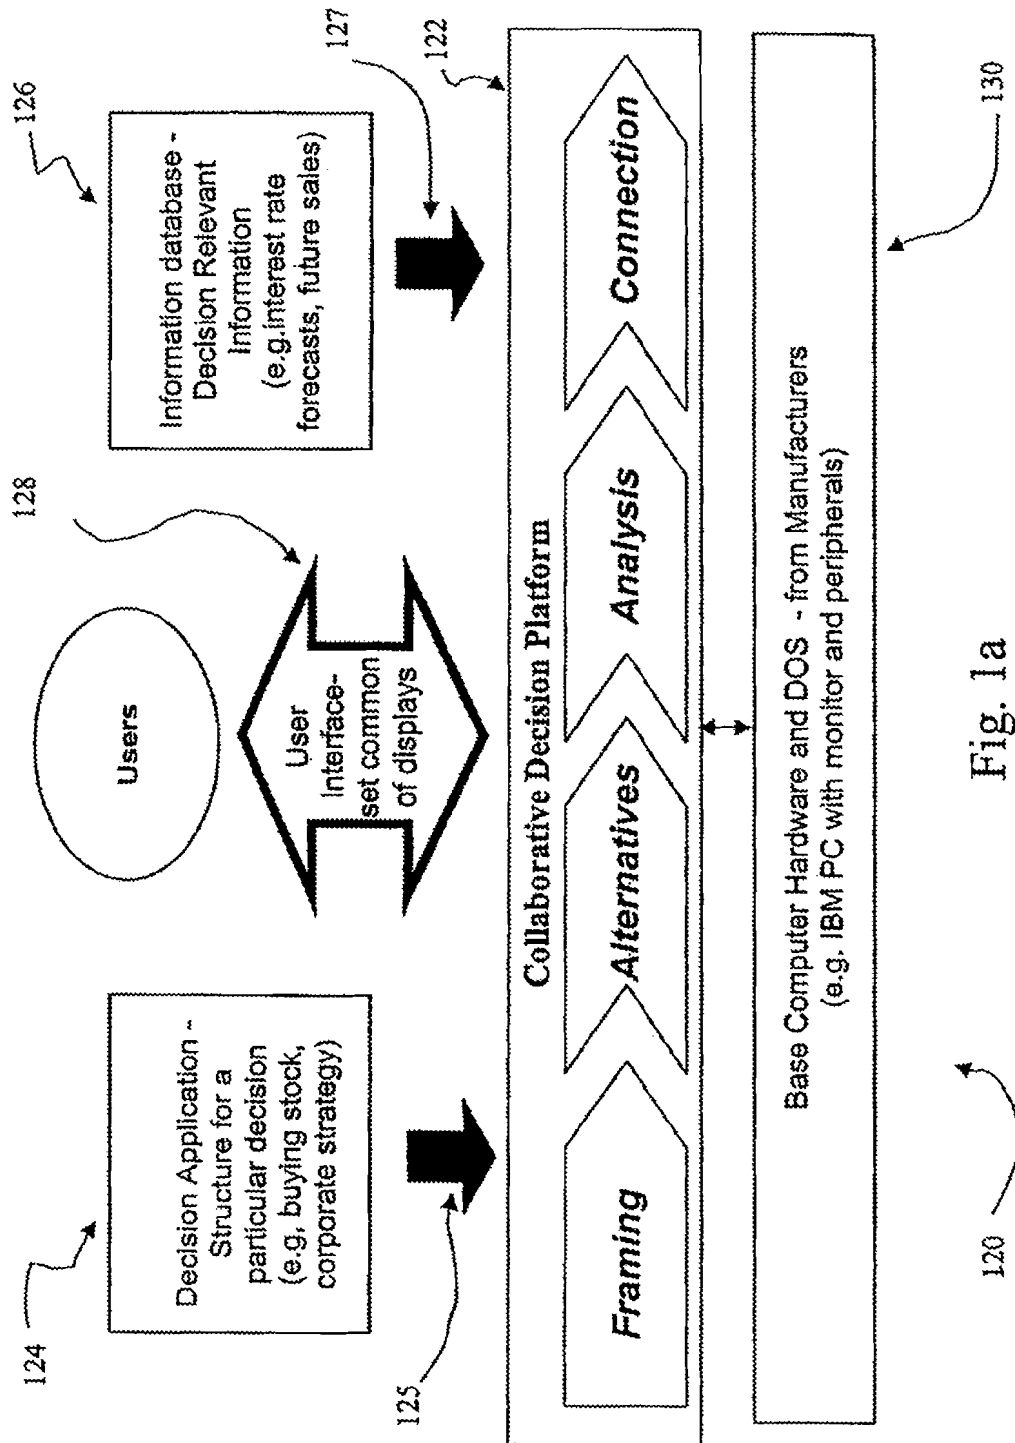 124
Decision Application -
Structure for a
particular decision
(e.g, buying stock,
corporate strategy)
125
Users
User
Interface-
set common
of displays
128
126
Information database -
Decision Relevant
Information
(e.g.interest rate
forecasts, future sales)
127
122
Collaborative Decision Platform
Framing
Alternatives
Analysis
Connection
Base Computer Hardware and DOS - from Manufacturers
(e.g. IBM PC with monitor and peripherals)
120
130
Fig. 1a